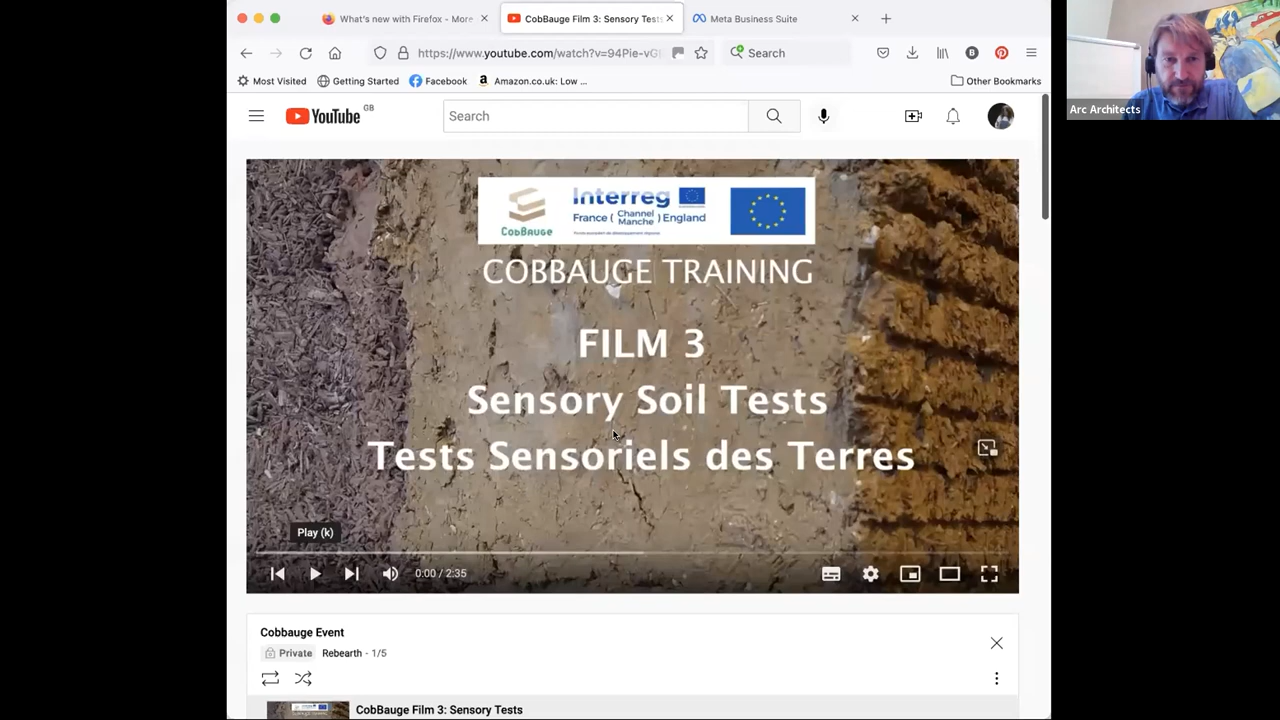 What's new with Firefox - More
CobBauge Film 3: Sensory Tests
Meta Business Suite
https://www.youtube.com/watch?v=94Pie-vG
Search
Most Visited
Getting Started
Facebook
Amazon.co.uk: Low ...
Other Bookmarks
Arc Architects
YouTube
GB
Search
COBBAUGE
Interreg
France ( Channel Manche ) England
COBBAUGE TRAINING
FILM 3
Sensory Soil Tests
Tests Sensoriels des Terres
Play (k)
0:00 / 2:35
Cobbauge Event
Private
Rebearth - 1/5
CobBauge Film 3: Sensory Tests